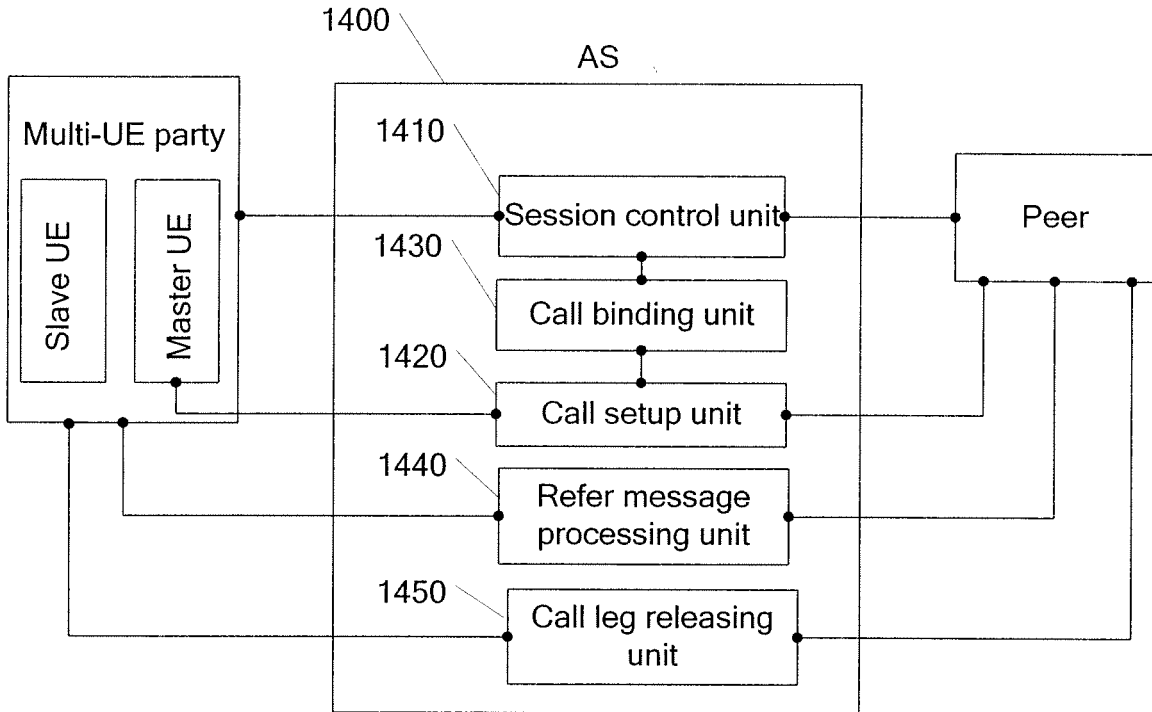 1400
AS
Multi-UE party
Slave UE
Master UE
1410
Session control unit
Peer
1430
Call binding unit
1420
Call setup unit
1440
Refer message
processing unit
1450
Call leg releasing
unit